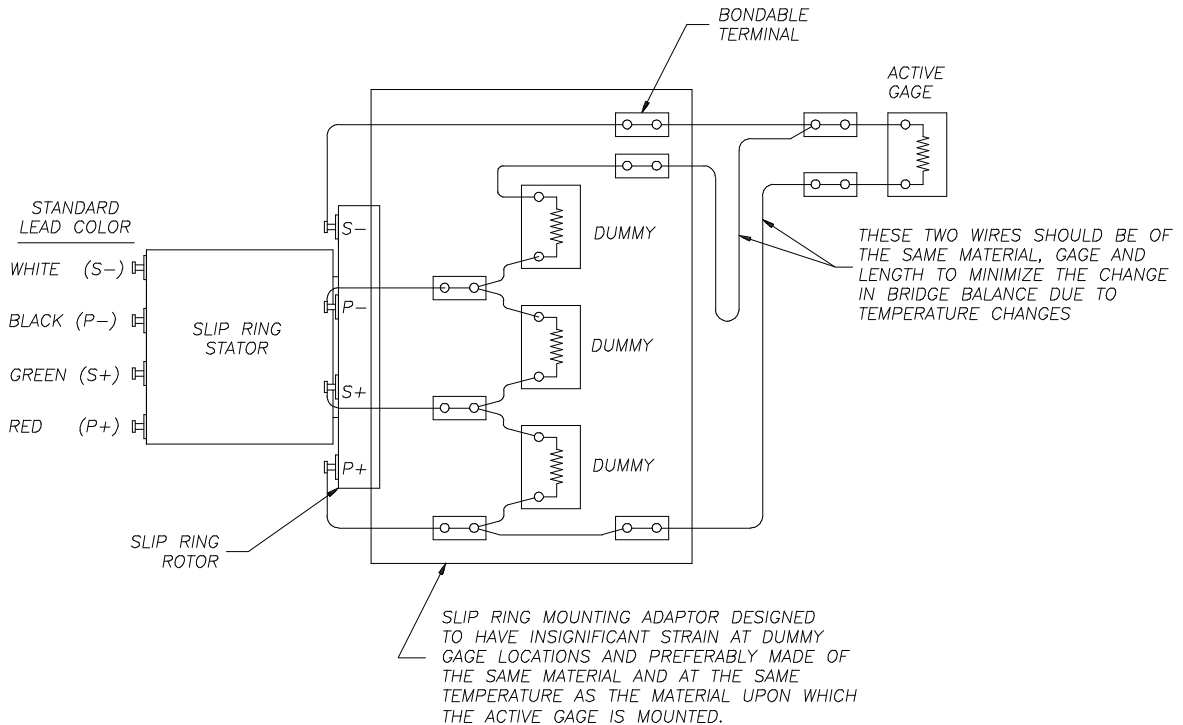 BONDABLE
TERMINAL
ACTIVE
GAGE
STANDARD
LEAD COLOR
WHITE (S-)
BLACK (P-)
GREEN (S+)
RED (P+)
SLIP RING
STATOR
S-
P-
S+
P+
DUMMY
DUMMY
DUMMY
THESE TWO WIRES SHOULD BE OF
THE SAME MATERIAL, GAGE AND
LENGTH TO MINIMIZE THE CHANGE
IN BRIDGE BALANCE DUE TO
TEMPERATURE CHANGES
SLIP RING
ROTOR
SLIP RING MOUNTING ADAPTOR DESIGNED
TO HAVE INSIGNIFICANT STRAIN AT DUMMY
GAGE LOCATIONS AND PREFERABLY MADE OF
THE SAME MATERIAL AND AT THE SAME
TEMPERATURE AS THE MATERIAL UPON WHICH
THE ACTIVE GAGE IS MOUNTED.